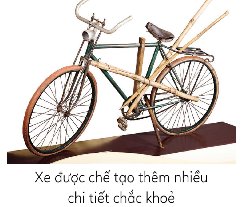 Xe được chế tạo thêm nhiều
chi tiết chắc khoẻ